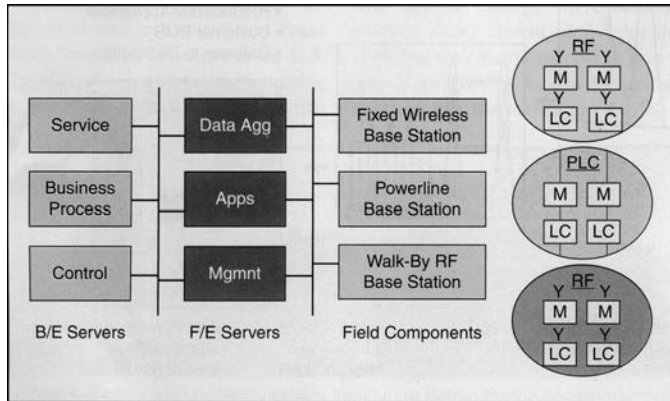 Service
Business
Process
Control
B/E Servers
Data Agg
Apps
Mgmnt
F/E Servers
Fixed Wireless
Base Station
Powerline
Base Station
Walk-By RF
Base Station
Field Components
RF
M M
LC LC
PLC
M M
LC LC
RF
M M
LC LC